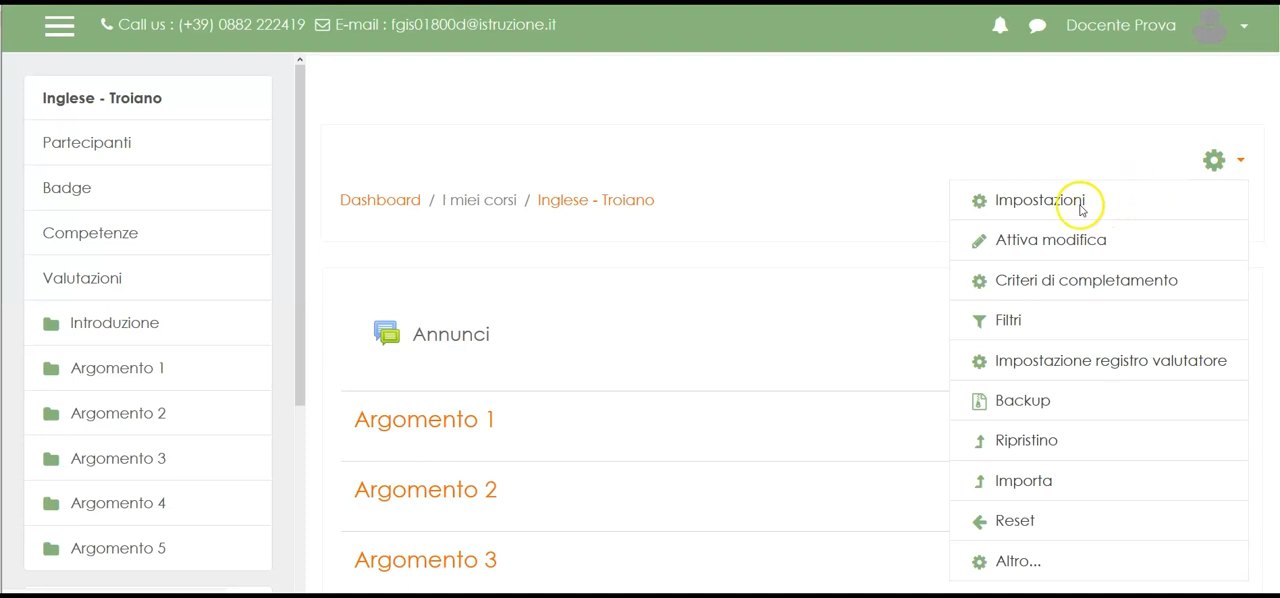 Call us : (+39) 0882 222419 E-mail : fgis01800d@istruzione.it Docente Prova
Inglese - Troiano
Partecipanti
Badge
Competenze
Valutazioni
Introduzione
Argomento 1
Argomento 2
Argomento 3
Argomento 4
Argomento 5
Dashboard / I miei corsi / Inglese - Troiano
Annunci
Argomento 1
Argomento 2
Argomento 3
Impostazioni
Attiva modifica
Criteri di completamento
Filtri
Impostazione registro valutatore
Backup
Ripristino
Importa
Reset
Altro...